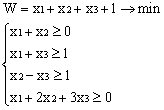 W = x1 + x2 + x3 + 1 → min
x1 + x2 ≥ 0
x1 + x3 ≥ 1
x2 − x3 ≥ 1
x1 + 2x2 + 3x3 ≥ 0